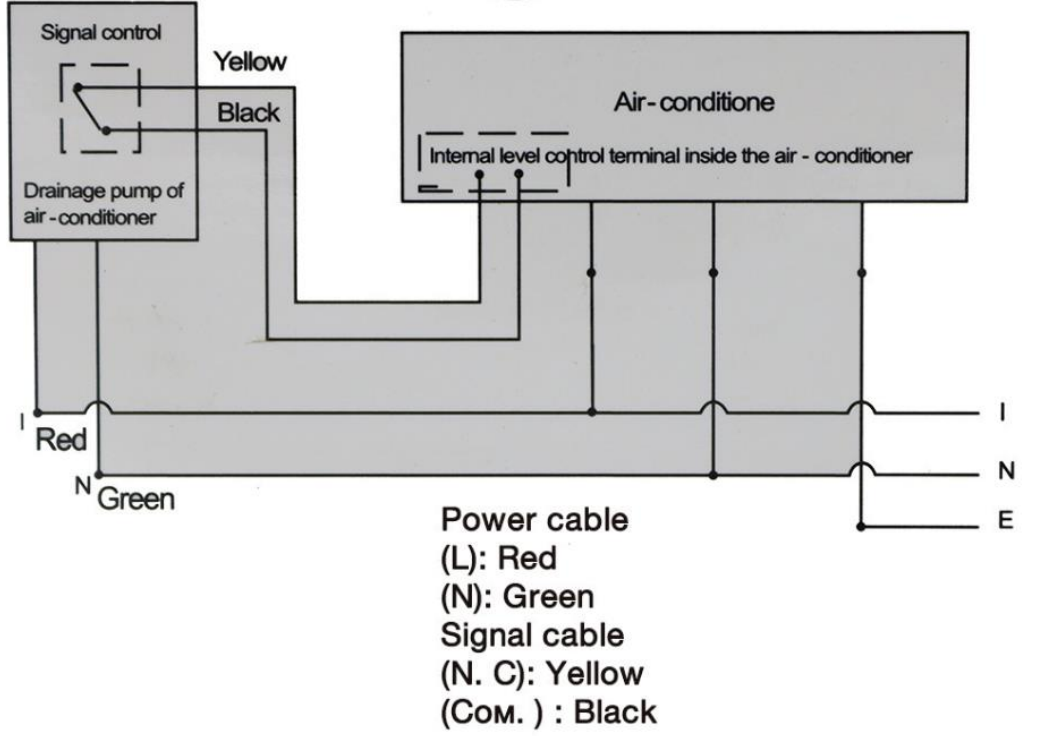 Signal control
Yellow
Black
Drainage pump of
air-conditioner
Air-conditione
Internal level control terminal inside the air - conditioner
I
Red
N
Green
I
N
E
Power cable
(L): Red
(N): Green
Signal cable
(N. C): Yellow
(COM. ) : Black